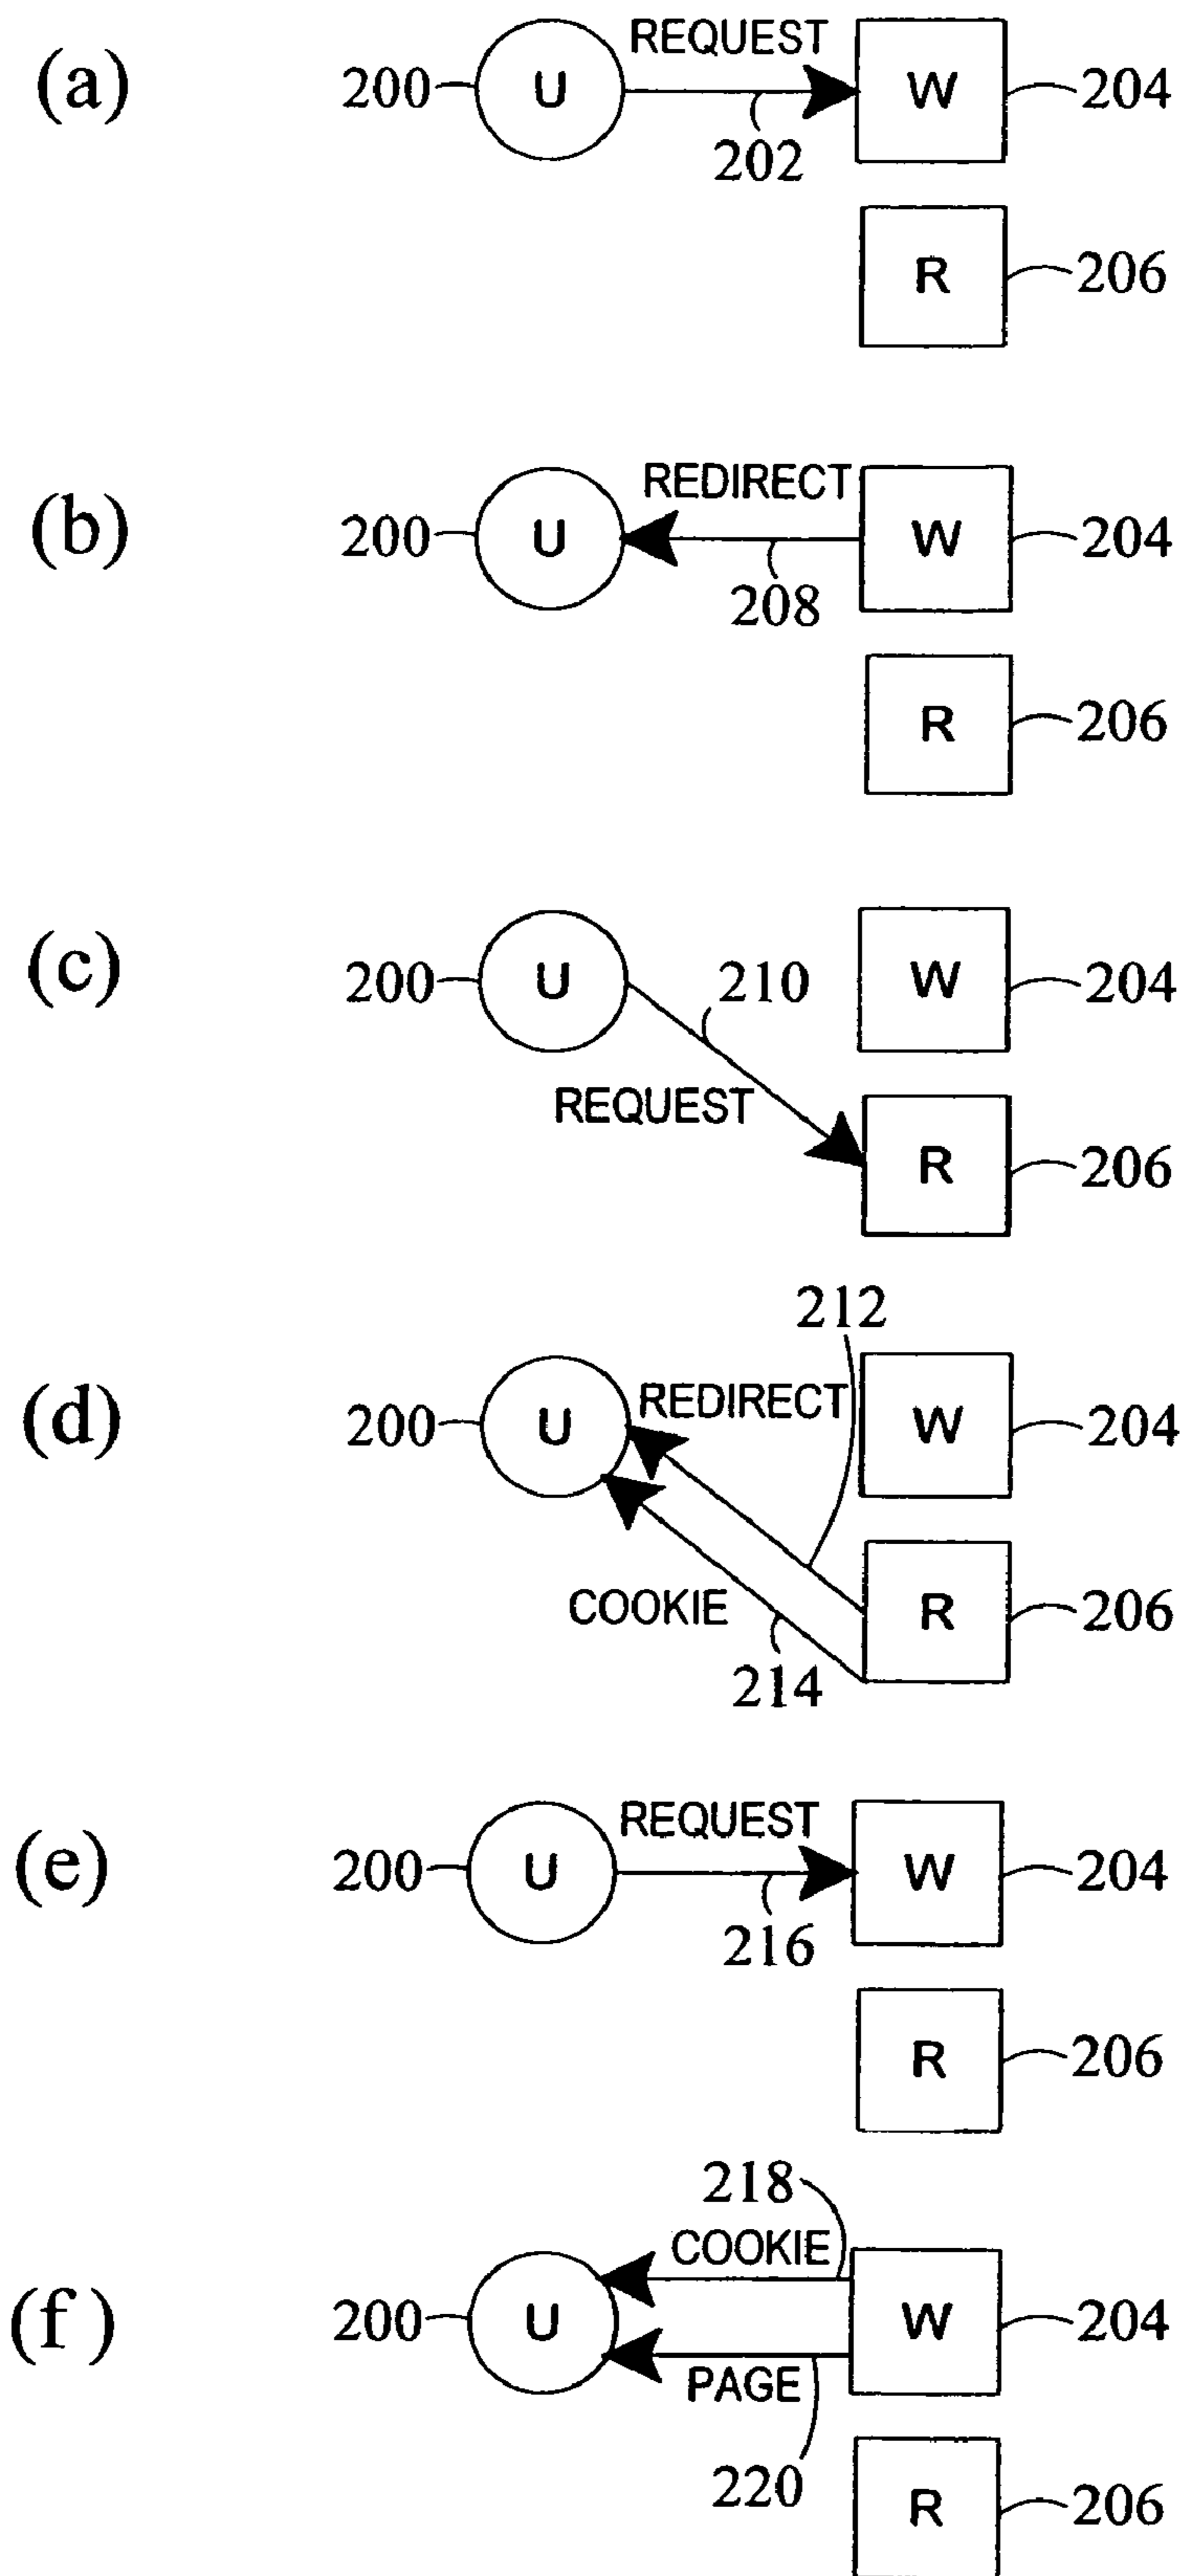 (a) 200 U REQUEST W 204
202
R 206
(b) 200 U REDIRECT W 204
208
R 206
(c) 200 U 210 W 204
REQUEST R 206
212
(d) 200 U REDIRECT W 204
COOKIE R 206
214
(e) 200 U REQUEST W 204
216
R 206
218
COOKIE
(f) 200 U W 204
PAGE
220
R 206